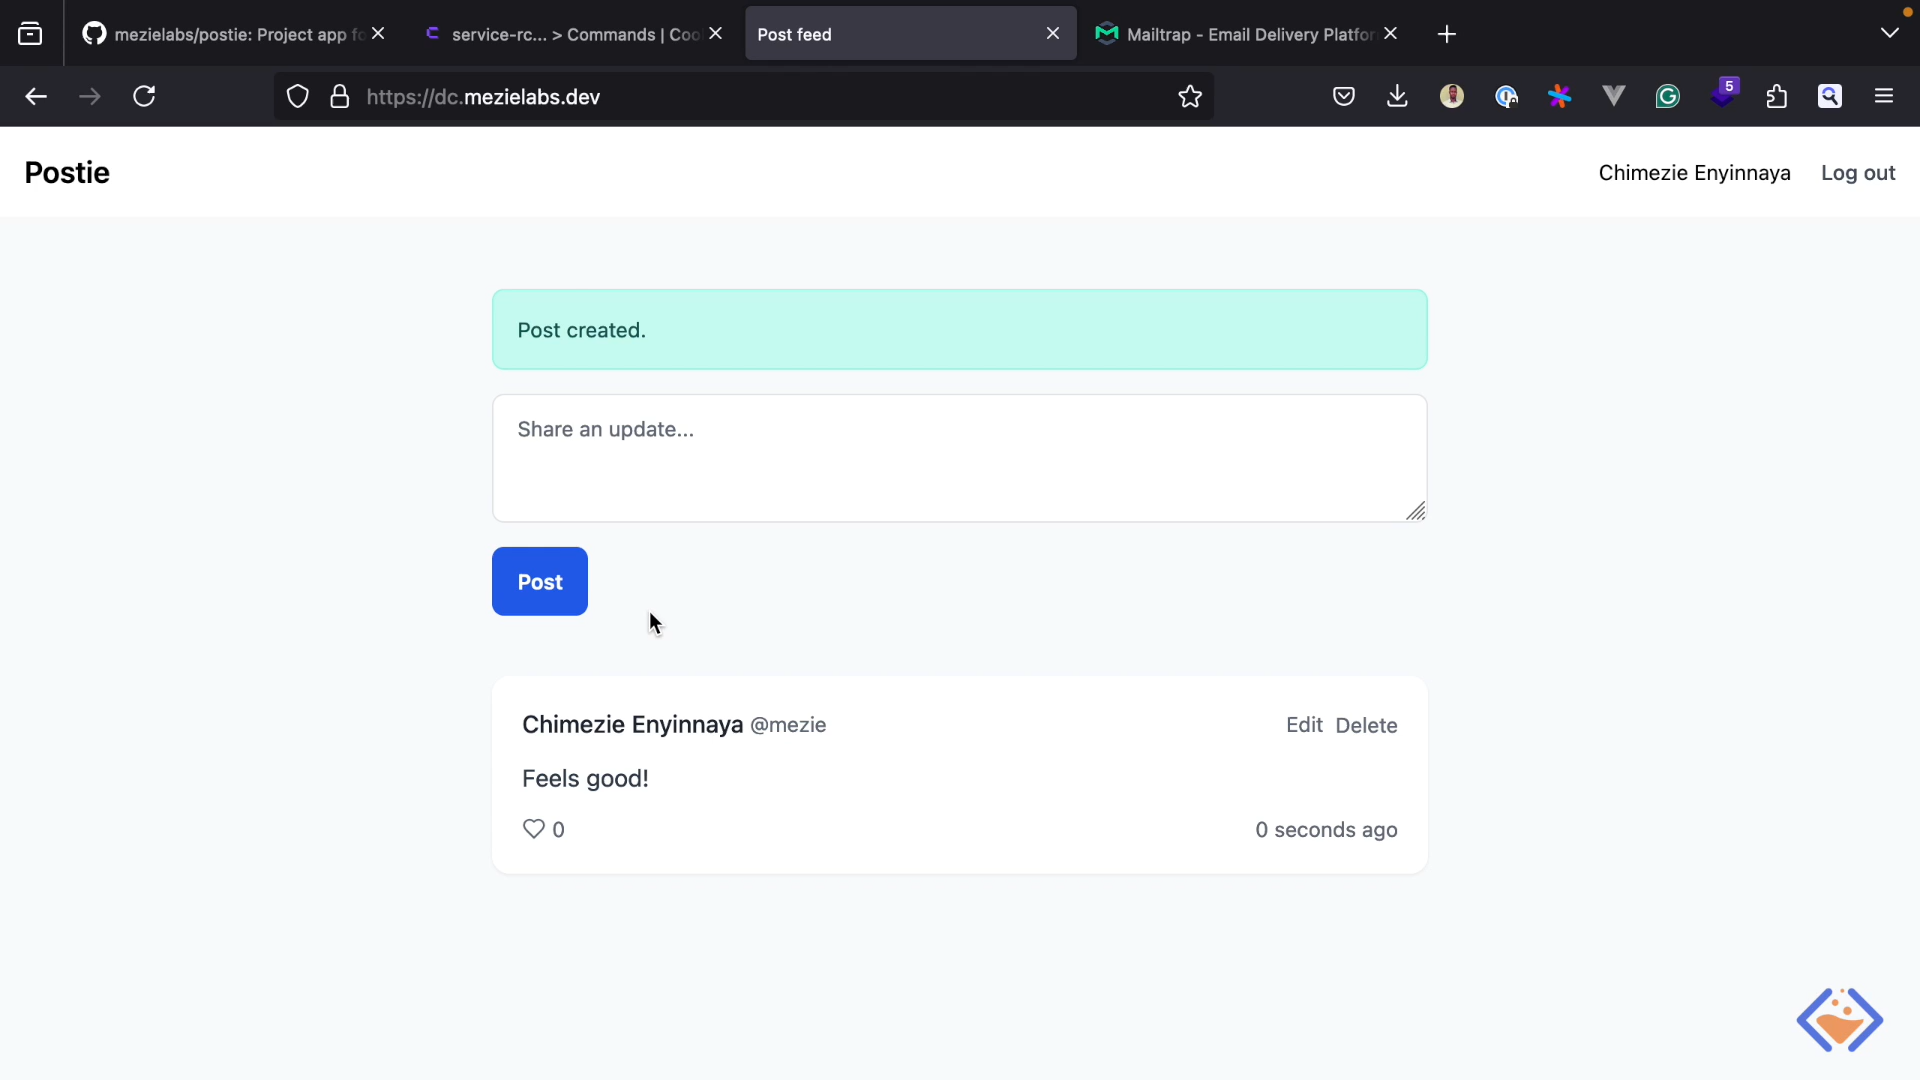 mezielabs/postie: Project app fo
service-rc... > Commands | Coo
Post feed
Mailtrap - Email Delivery Platfor
https://dc.mezielabs.dev
5
Postie
Chimezie Enyinnaya
Log out
Post created.
Share an update...
Post
Chimezie Enyinnaya @mezie
Edit Delete
Feels good!
0
0 seconds ago